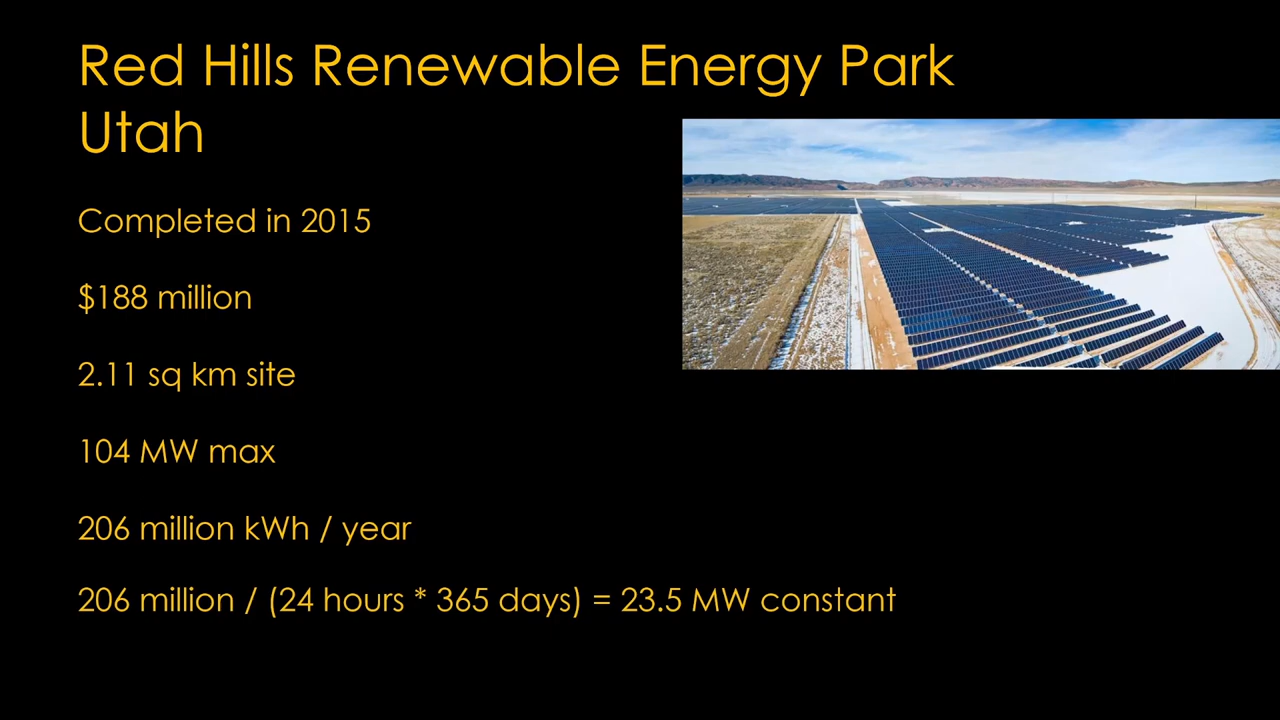 Red Hills Renewable Energy Park
Utah
Completed in 2015
$188 million
2.11 sq km site
104 MW max
206 million kWh / year
206 million / (24 hours * 365 days) = 23.5 MW constant